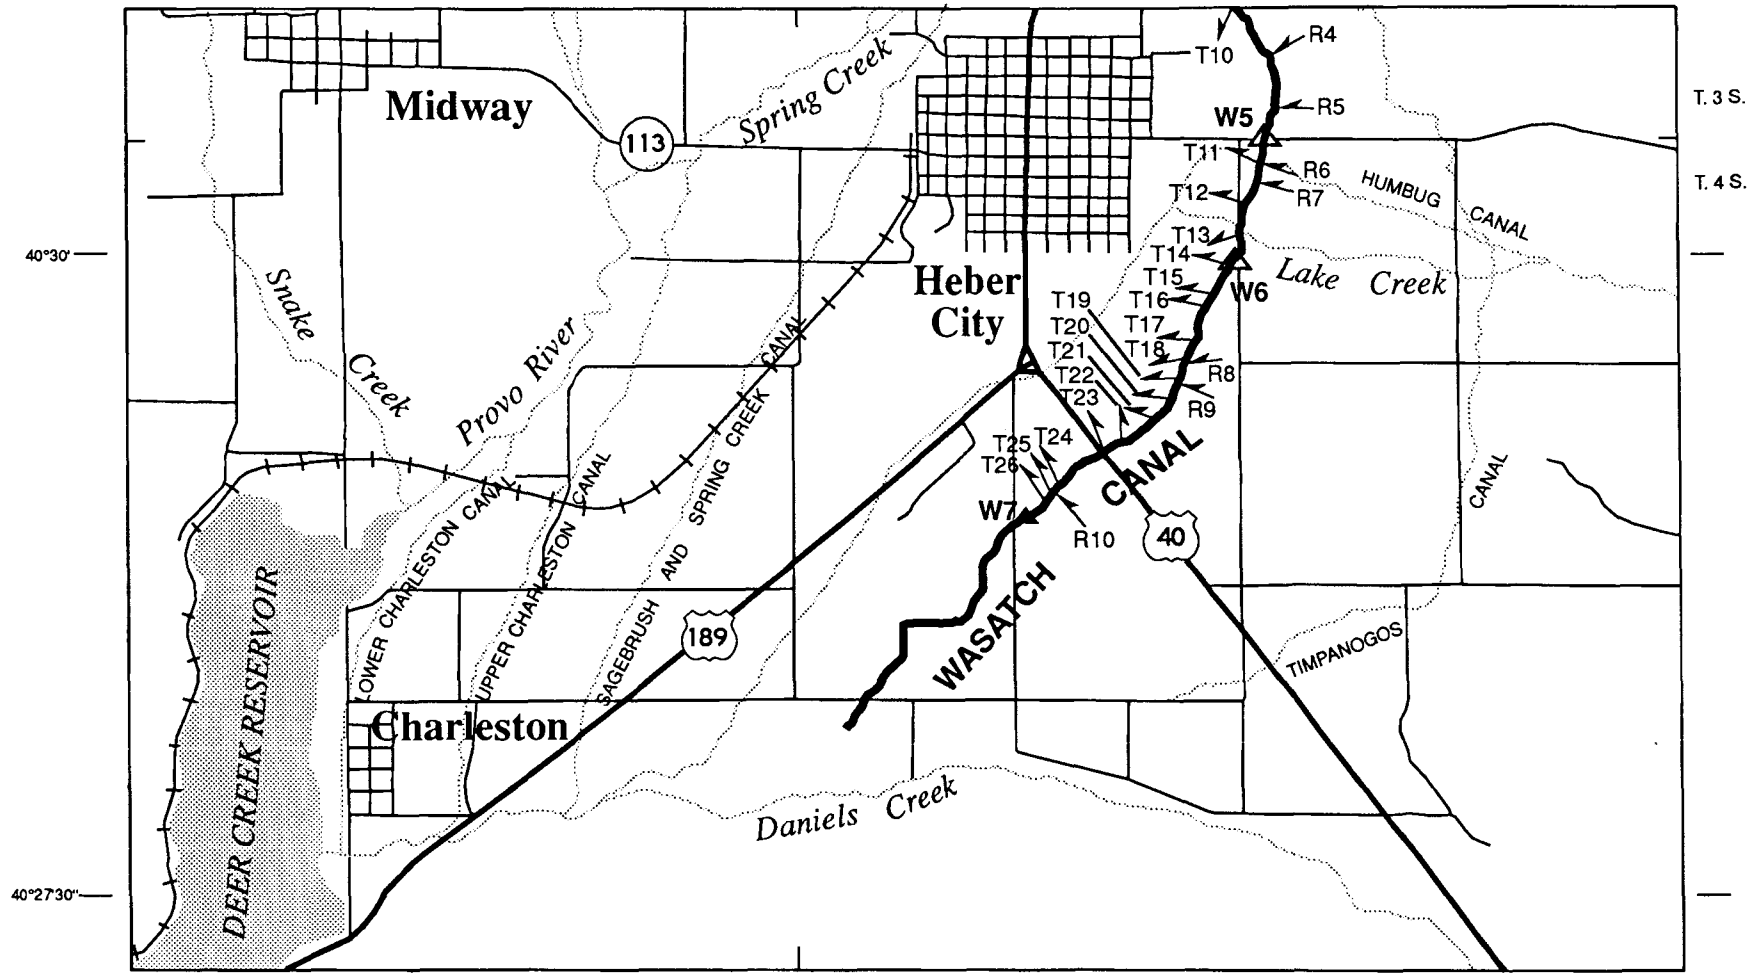 T10
R4
Spring Creek
Midway
T. 3 S.
R5
W5
113
T11
R6
HUMBUG CANAL
T. 4 S.
T12
R7
T13
40°30'
T14
Lake Creek
Snake Creek
Heber
City
T15
W6
T16
T19
T17
T20
T18
T21
R8
T22
R9
T23
Provo River
T24
T25
T26
CANAL
W7
R10
40
WASATCH CANAL
LOWER CHARLESTON CANAL
UPPER CHARLESTON CANAL
SAGEBRUSH AND SPRING CREEK CANAL
189
TIMPANOGOS
DEER CREEK RESERVOIR
Charleston
Daniels Creek
40°27'30"